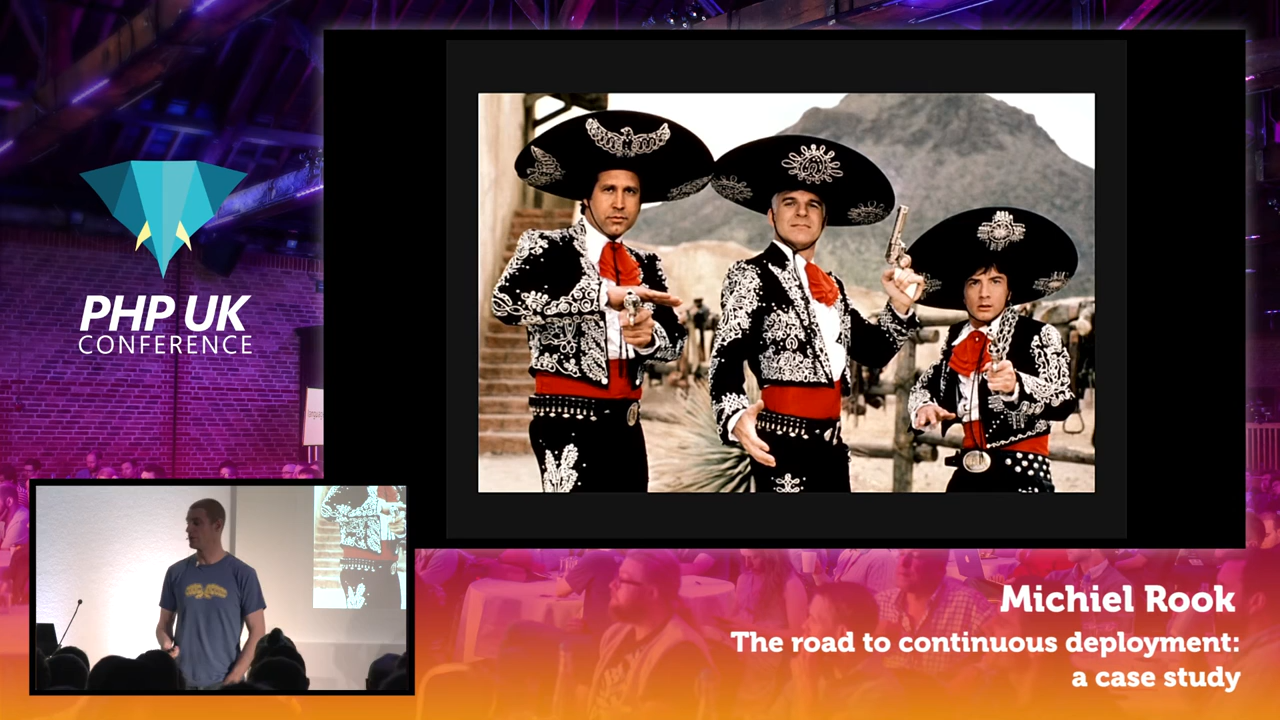 PHP UK
CONFERENCE
Michiel Rook
The road to continuous deployment:
a case study